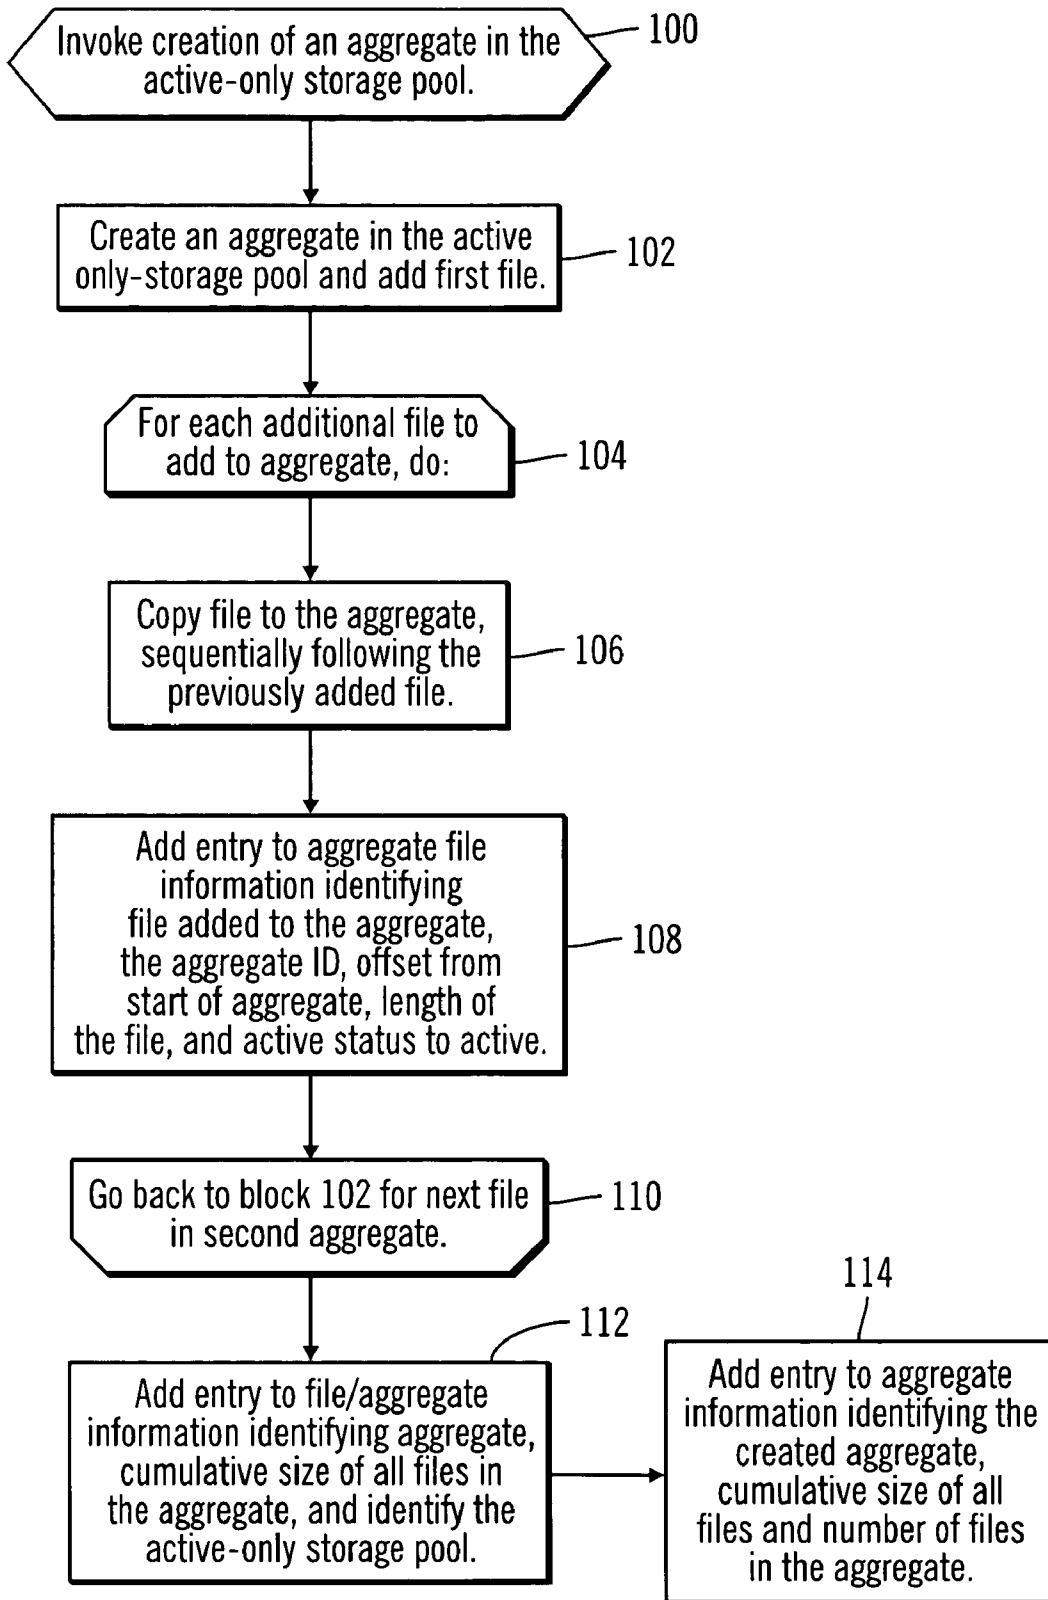 Invoke creation of an aggregate in the
active-only storage pool.
100
Create an aggregate in the active
only-storage pool and add first file.
102
For each additional file to
add to aggregate, do:
104
Copy file to the aggregate,
sequentially following the
previously added file.
106
Add entry to aggregate file
information identifying
file added to the aggregate,
the aggregate ID, offset from
start of aggregate, length of
the file, and active status to active.
108
Go back to block 102 for next file
in second aggregate.
110
112
Add entry to file/aggregate
information identifying aggregate,
cumulative size of all files in
the aggregate, and identify the
active-only storage pool.
114
Add entry to aggregate
information identifying the
created aggregate,
cumulative size of all
files and number of files
in the aggregate.